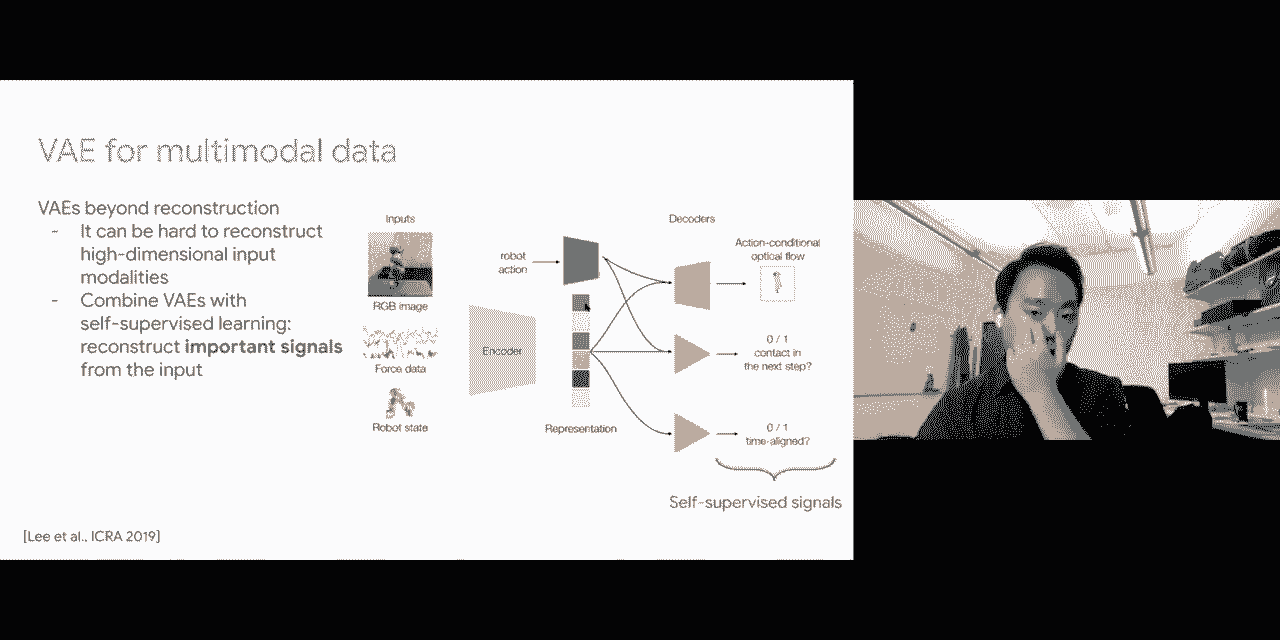 VAE for multimodal data
VAEs beyond reconstruction
- It can be hard to reconstruct
high-dimensional input
modalities
- Combine VAEs with
self-supervised learning:
reconstruct important signals
from the input
Inputs
RGB image
Force data
Robot state
robot
action
Encoder
Representation
Decoders
Action-conditional
optical flow
0 / 1
contact in
the next step?
0 / 1
time-aligned?
Self-supervised signals
[Lee et al., ICRA 2019]